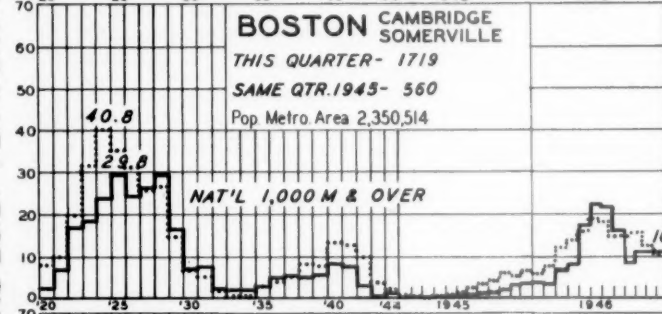 70
60
50
40
30
20
10
0
BOSTON CAMBRIDGE
SOMERVILLE
THIS QUARTER- 1719
SAME QTR. 1945- 560
Pop. Metro. Area 2,350,514
40.8
29.8
NAT'L 1,000 M & OVER
'20 '25 '30 '35 '40 '44 1945 1946